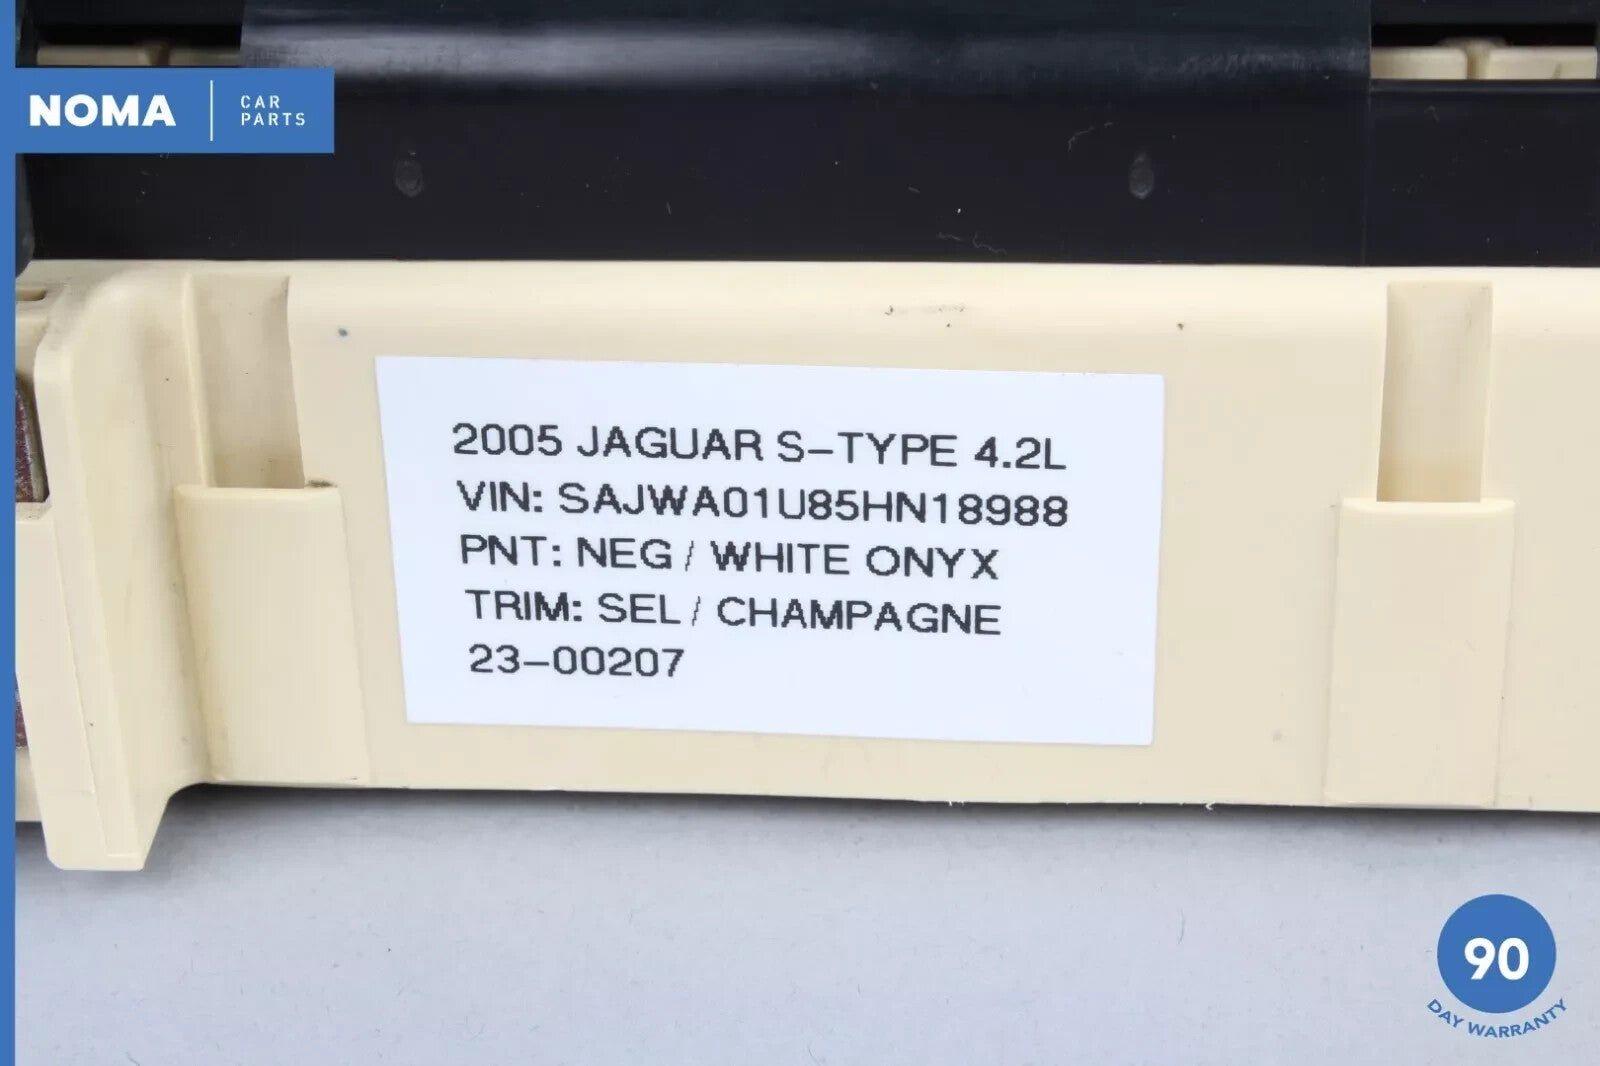 NOMA
CAR
PARTS
2005 JAGUAR S-TYPE 4.2L
VIN: SAJWA01U85HN18988
PNT: NEG / WHITE ONYX
TRIM: SEL / CHAMPAGNE
23-00207
90
DAY WARRANTY